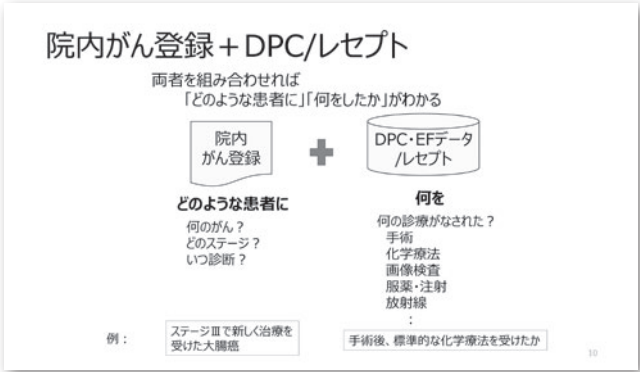 院内がん登録＋DPC/レセプト
両者を組み合わせれば
「どのような患者に」「何をしたか」がわかる
院内
がん登録
DPC・EFデータ
/レセプト
どのような患者に
何のがん？
どのステージ？
いつ診断？
何を
何の診療がなされた？
手術
化学療法
画像検査
服薬・注射
放射線
：
例：
ステージⅢで新しく治療を
受けた大腸癌
手術後、標準的な化学療法を受けたか
10